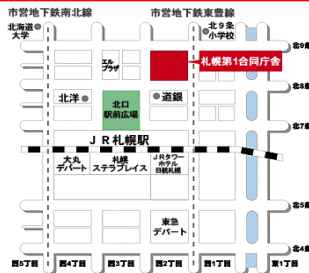 市営地下鉄南北線
市営地下鉄東豊線
北海道
大学
北9条
小学校
北9条
エル
プラザ
札幌第1合同庁舎
北8条
北洋
北口
駅前広場
道銀
北7条
JR札幌駅
大丸
デパート
札幌
ステラプレイス
JRタワー
ホテル
日航札幌
北5条
東急
デパート
北4条
西5丁目
西4丁目
西3丁目
西2丁目
西1丁目
東1丁目